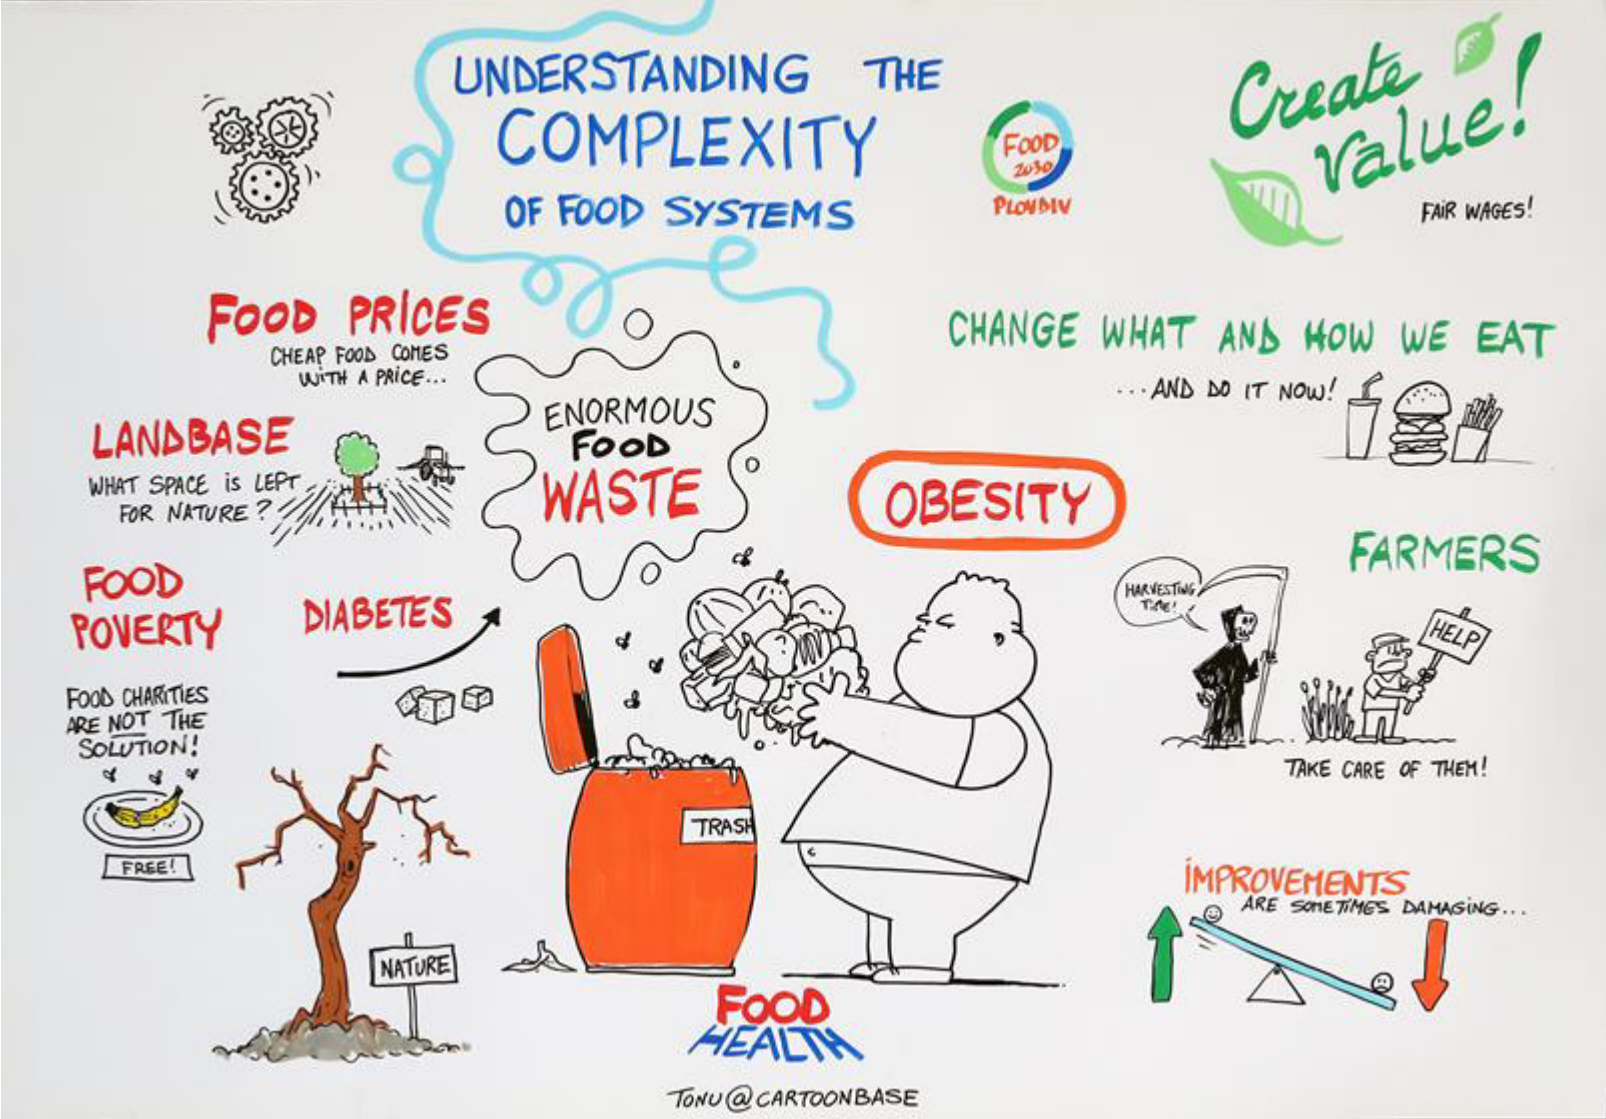 UNDERSTANDING THE
COMPLEXITY
OF FOOD SYSTEMS
FOOD
2030
PLOVDIV
Create
Value!
FAIR WAGES!
FOOD PRICES
CHEAP FOOD COMES
WITH A PRICE...
LANDBASE
WHAT SPACE IS LEFT
FOR NATURE?
ENORMOUS
FOOD
WASTE
CHANGE WHAT AND HOW WE EAT
...AND DO IT NOW!
OBESITY
FARMERS
HARVESTING
TIME!
HELP
TAKE CARE OF THEM!
FOOD
POVERTY
FOOD CHARITIES
ARE NOT THE
SOLUTION!
FREE!
DIABETES
TRASH
NATURE
IMPROVEMENTS
ARE SOMETIMES DAMAGING...
FOOD
HEALTH
TONU@CARTOONBASE